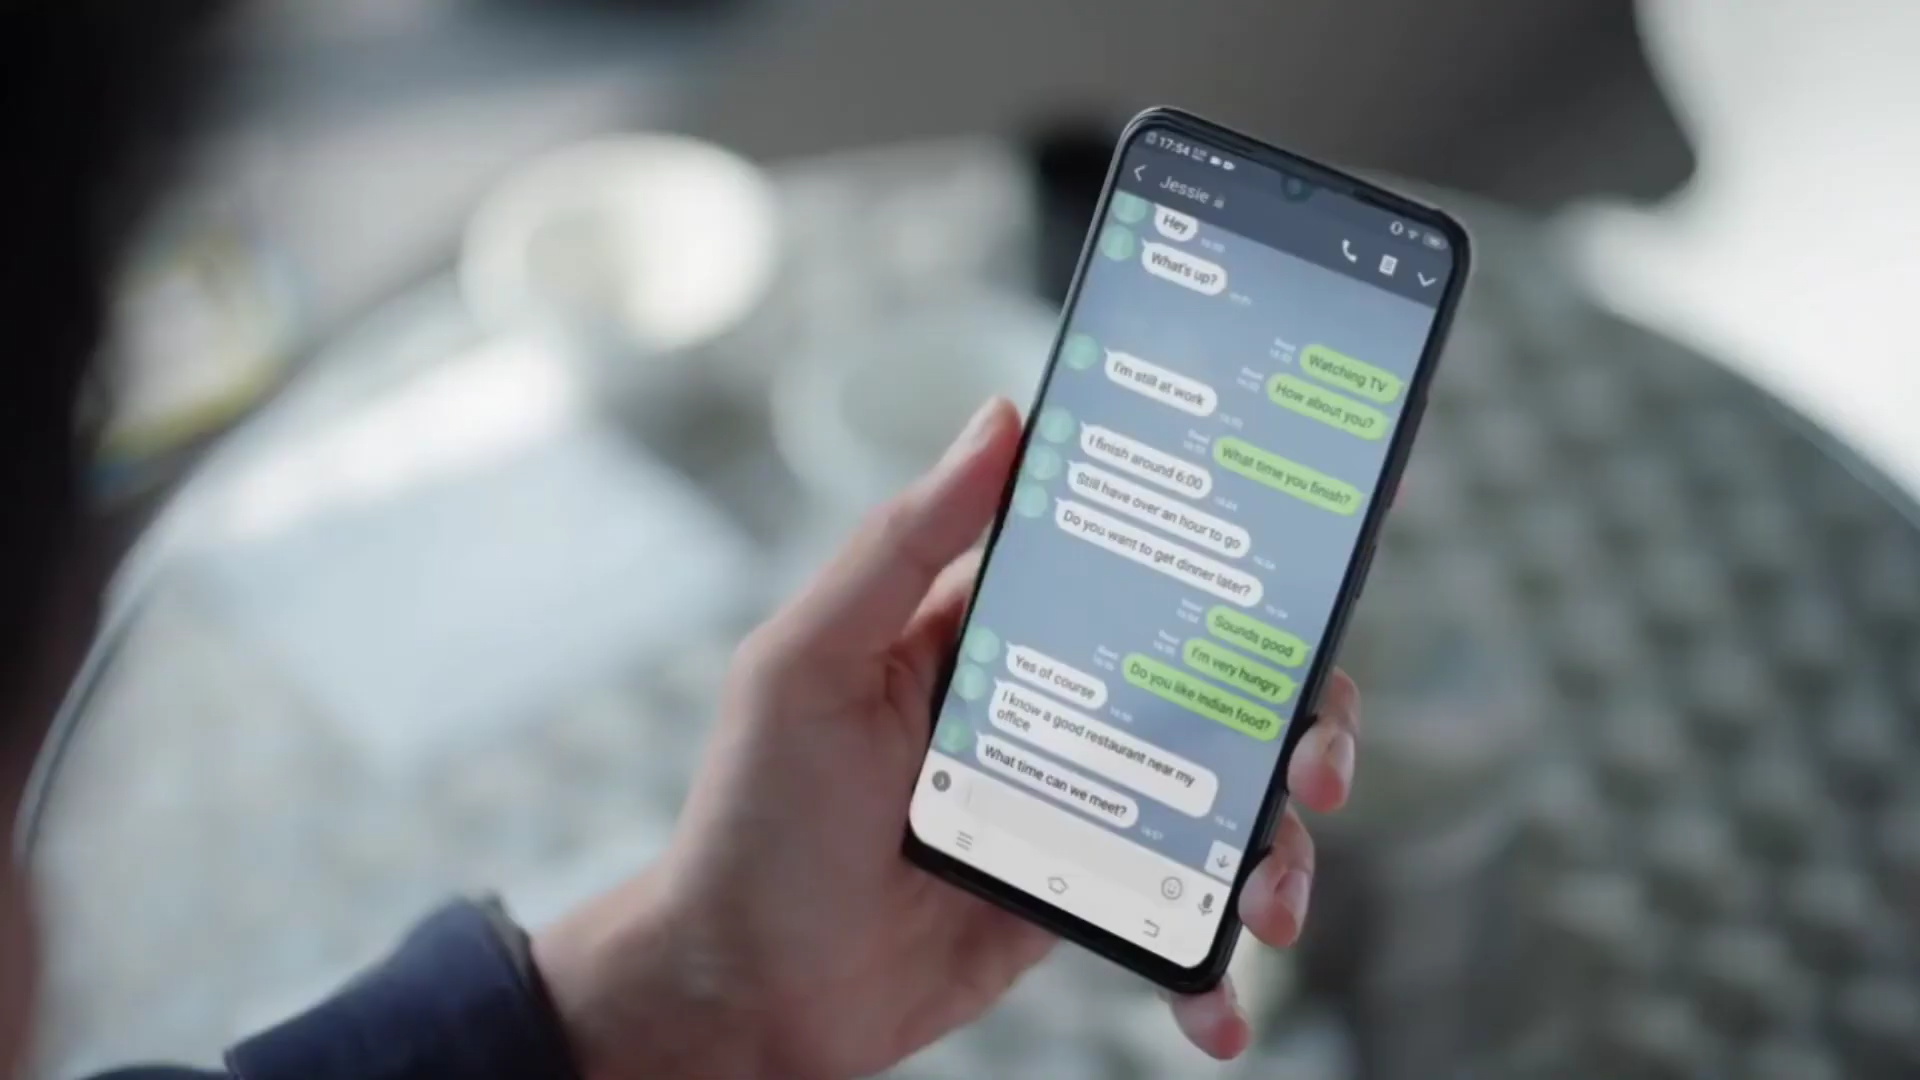 17:54
Jessie
Hey
What's up?
Watching TV
How about you?
I'm still at work
What time you finish?
I finish around 6:00
Still have over an hour to go
Do you want to get dinner later?
Sounds good
I'm very hungry
Do you like Indian food?
Yes of course
I know a good restaurant near my
office
What time can we meet?